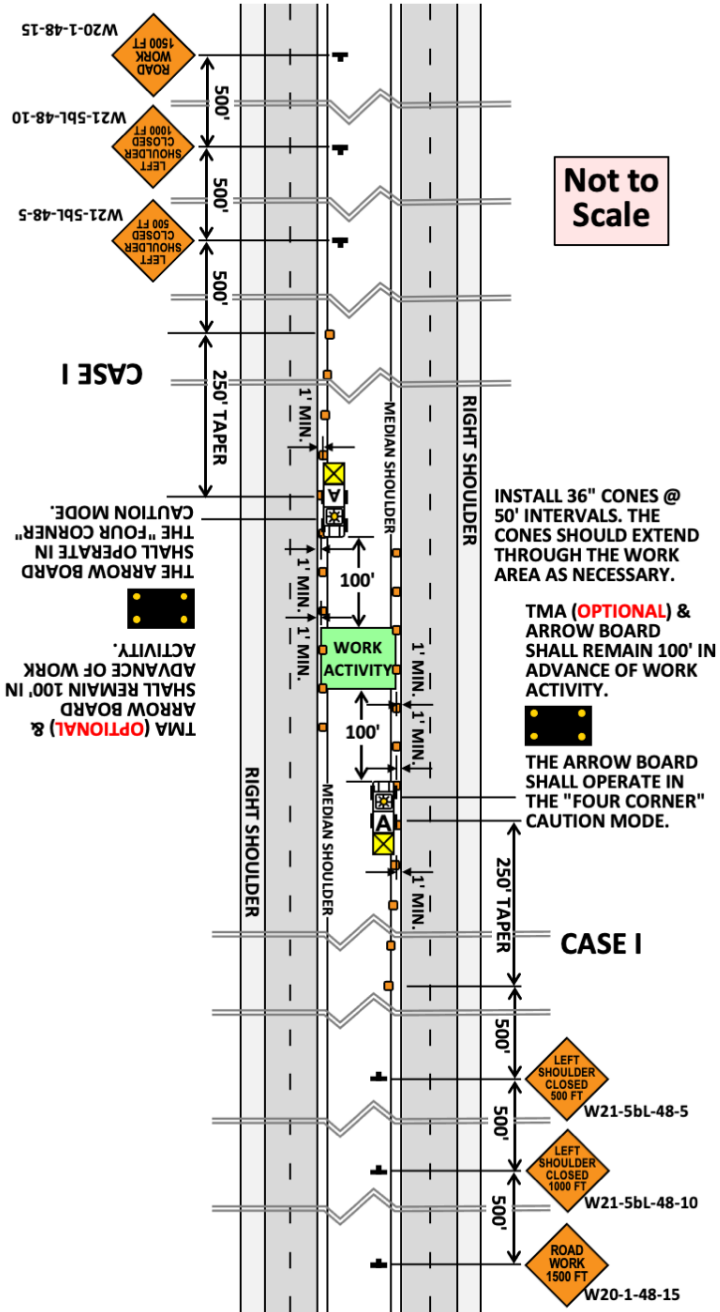 W20-1-48-15
ROAD
WORK
1500 FT
500'
W21-5bL-48-10
LEFT
SHOULDER
CLOSED
1000 FT
500'
W21-5bL-48-5
LEFT
SHOULDER
CLOSED
500 FT
500'
Not to
Scale
CASE I
250' TAPER
1' MIN.
MEDIAN SHOULDER
RIGHT SHOULDER
A
TMA (OPTIONAL) &
ARROW BOARD
SHALL REMAIN 100' IN
ADVANCE OF WORK
ACTIVITY.
THE ARROW BOARD
SHALL OPERATE IN
THE "FOUR CORNER"
CAUTION MODE.
1' MIN.
100'
1' MIN.
INSTALL 36" CONES @
50' INTERVALS. THE
CONES SHOULD EXTEND
THROUGH THE WORK
AREA AS NECESSARY.
WORK
ACTIVITY
1' MIN.
100'
1' MIN.
TMA (OPTIONAL) &
ARROW BOARD
SHALL REMAIN 100' IN
ADVANCE OF WORK
ACTIVITY.
THE ARROW BOARD
SHALL OPERATE IN
THE "FOUR CORNER"
CAUTION MODE.
RIGHT SHOULDER
MEDIAN SHOULDER
A
1' MIN.
250' TAPER
CASE I
500'
LEFT
SHOULDER
CLOSED
500 FT
W21-5bL-48-5
500'
LEFT
SHOULDER
CLOSED
1000 FT
W21-5bL-48-10
500'
ROAD
WORK
1500 FT
W20-1-48-15